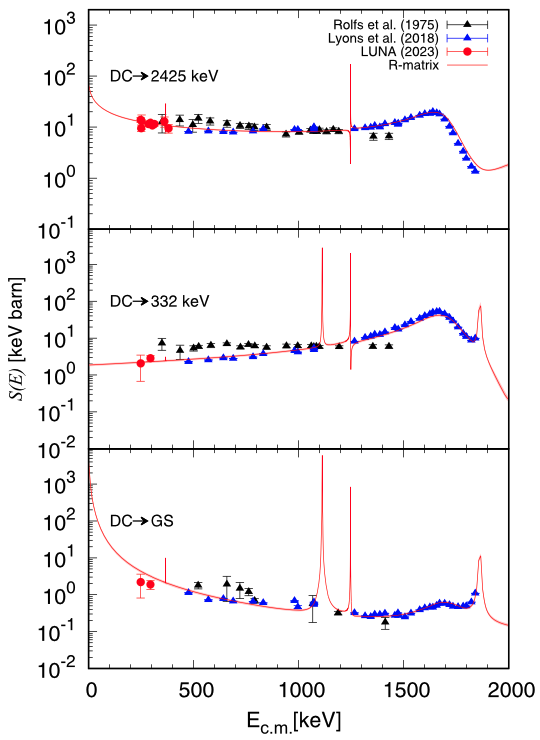 Rolfs et al. (1975)
Lyons et al. (2018)
LUNA (2023)
R-matrix
10³
10²
10¹
10⁰
10⁻¹
DC→2425 keV
10³
10²
10¹
10⁰
10⁻¹
10⁻²
DC→332 keV
S(E) [keV barn]
10³
10²
10¹
10⁰
10⁻¹
10⁻²
DC→GS
0 500 1000 1500 2000
E_c.m.[keV]